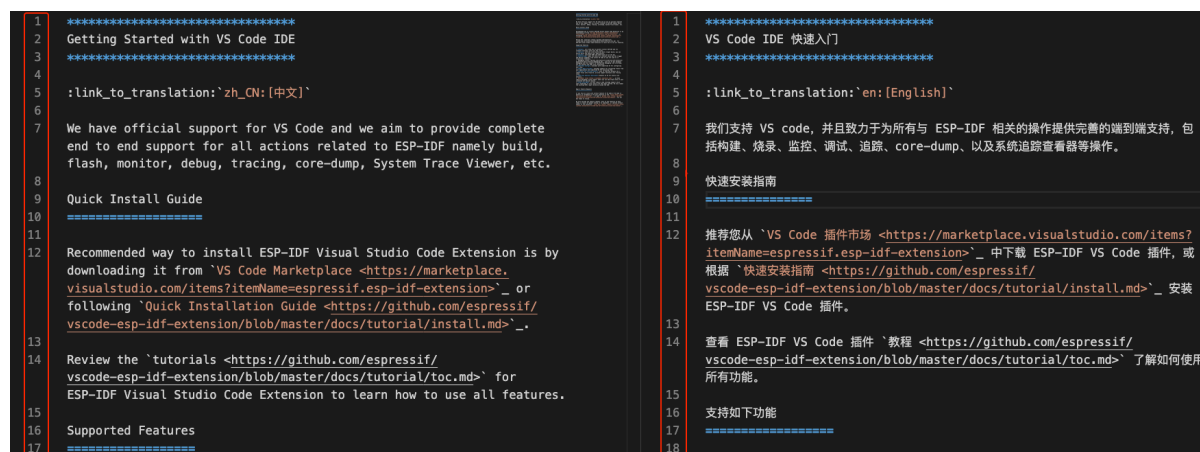 1 ********************************
2 Getting Started with VS Code IDE
3 ********************************
4
5 :link_to_translation:`zh_CN:[中文]`
6
7 We have official support for VS Code and we aim to provide complete
end to end support for all actions related to ESP-IDF namely build,
flash, monitor, debug, tracing, core-dump, System Trace Viewer, etc.
8
9 Quick Install Guide
10 ===================
11
12 Recommended way to install ESP-IDF Visual Studio Code Extension is by
downloading it from `VS Code Marketplace <https://marketplace.
visualstudio.com/items?itemName=espressif.esp-idf-extension>`_ or
following `Quick Installation Guide <https://github.com/espressif/
vscode-esp-idf-extension/blob/master/docs/tutorial/install.md>`_.
13
14 Review the `tutorials <https://github.com/espressif/
vscode-esp-idf-extension/blob/master/docs/tutorial/toc.md>` for
ESP-IDF Visual Studio Code Extension to learn how to use all features.
15
16 Supported Features
17 ==================
1 ********************************
2 VS Code IDE 快速入门
3 ********************************
4
5 :link_to_translation:`en:[English]`
6
7 我们支持 VS code，并且致力于为所有与 ESP-IDF 相关的操作提供完善的端到端支持，包
括构建、烧录、监控、调试、追踪、core-dump、以及系统追踪查看器等操作。
8
9 快速安装指南
10 ===============
11
12 推荐您从 `VS Code 插件市场 <https://marketplace.visualstudio.com/items?
itemName=espressif.esp-idf-extension>`_ 中下载 ESP-IDF VS Code 插件，或
根据 `快速安装指南 <https://github.com/espressif/
vscode-esp-idf-extension/blob/master/docs/tutorial/install.md>`_ 安装
ESP-IDF VS Code 插件。
13
14 查看 ESP-IDF VS Code 插件 `教程 <https://github.com/espressif/
vscode-esp-idf-extension/blob/master/docs/tutorial/toc.md>` 了解如何使用
所有功能。
15
16 支持如下功能
17 ==================
18